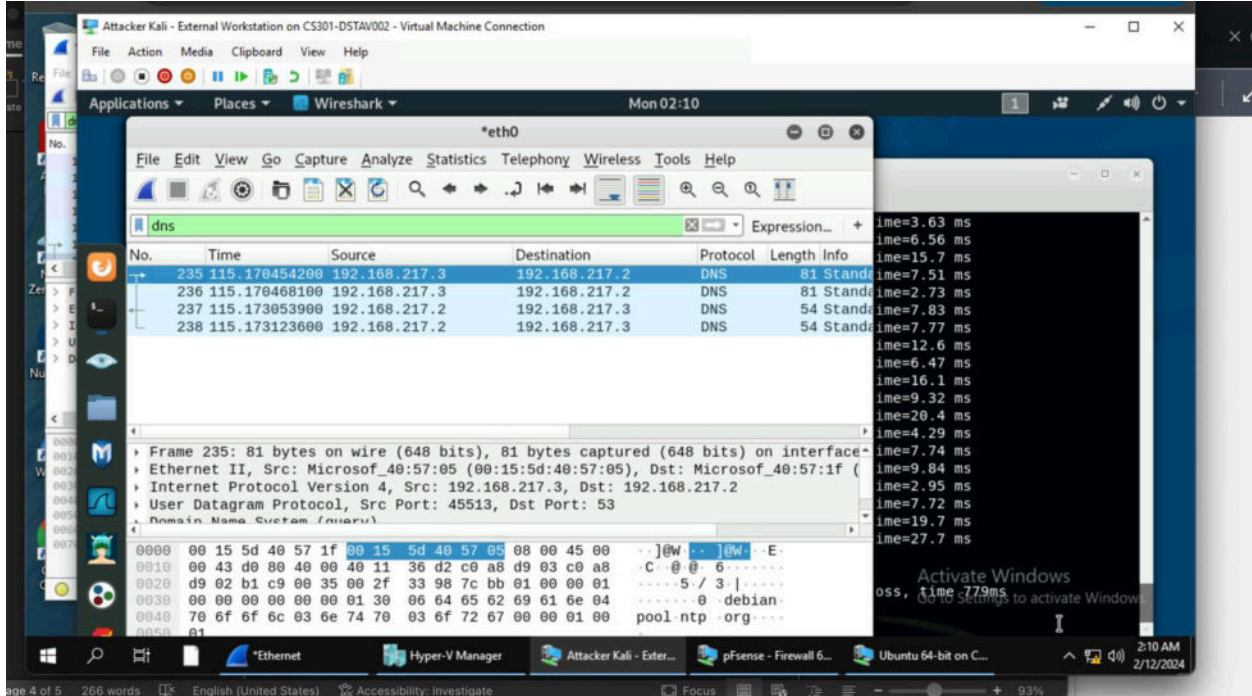 Attacker Kali - External Workstation on CS301-DSTAV002 - Virtual Machine Connection
File Action Media Clipboard View Help
Applications Places Wireshark Mon 02:10 1
*eth0
File Edit View Go Capture Analyze Statistics Telephony Wireless Tools Help
dns Expression... +
No. Time Source Destination Protocol Length Info
235 115.170454200 192.168.217.3 192.168.217.2 DNS 81 Standa
236 115.170468100 192.168.217.3 192.168.217.2 DNS 81 Standa
237 115.173053900 192.168.217.2 192.168.217.3 DNS 54 Standa
238 115.173123600 192.168.217.2 192.168.217.3 DNS 54 Standa
ime=3.63 ms
ime=6.56 ms
ime=15.7 ms
ime=7.51 ms
ime=2.73 ms
ime=7.83 ms
ime=7.77 ms
ime=12.6 ms
ime=6.47 ms
ime=16.1 ms
ime=9.32 ms
ime=20.4 ms
ime=4.29 ms
ime=7.74 ms
ime=9.84 ms
ime=2.95 ms
ime=7.72 ms
ime=19.7 ms
ime=27.7 ms
oss, time 779ms
Frame 235: 81 bytes on wire (648 bits), 81 bytes captured (648 bits) on interface
Ethernet II, Src: Microsof_40:57:05 (00:15:5d:40:57:05), Dst: Microsof_40:57:1f (
Internet Protocol Version 4, Src: 192.168.217.3, Dst: 192.168.217.2
User Datagram Protocol, Src Port: 45513, Dst Port: 53
Domain Name System (query)
0000 00 15 5d 40 57 1f 00 15 5d 40 57 05 08 00 45 00 ··]@W···]@W···E·
0010 00 43 d0 80 40 00 40 11 36 d2 c0 a8 d9 03 c0 a8 ·C··@·@·6·······
0020 d9 02 b1 c9 00 35 00 2f 33 98 7c bb 01 00 00 01 ·····5·/3·|·····
0030 00 00 00 00 00 00 01 30 06 64 65 62 69 61 6e 04 ·······0·debian·
0040 70 6f 6f 6c 03 6e 74 70 03 6f 72 67 00 00 01 00 pool·ntp·org····
0050 01
Activate Windows
Go to Settings to activate Windows.
*Ethernet Hyper-V Manager Attacker Kali - Exter... pfSense - Firewall 6... Ubuntu 64-bit on C... 2:10 AM
2/12/2024
age 4 of 5 266 words English (United States) Accessibility: Investigate Focus 93%